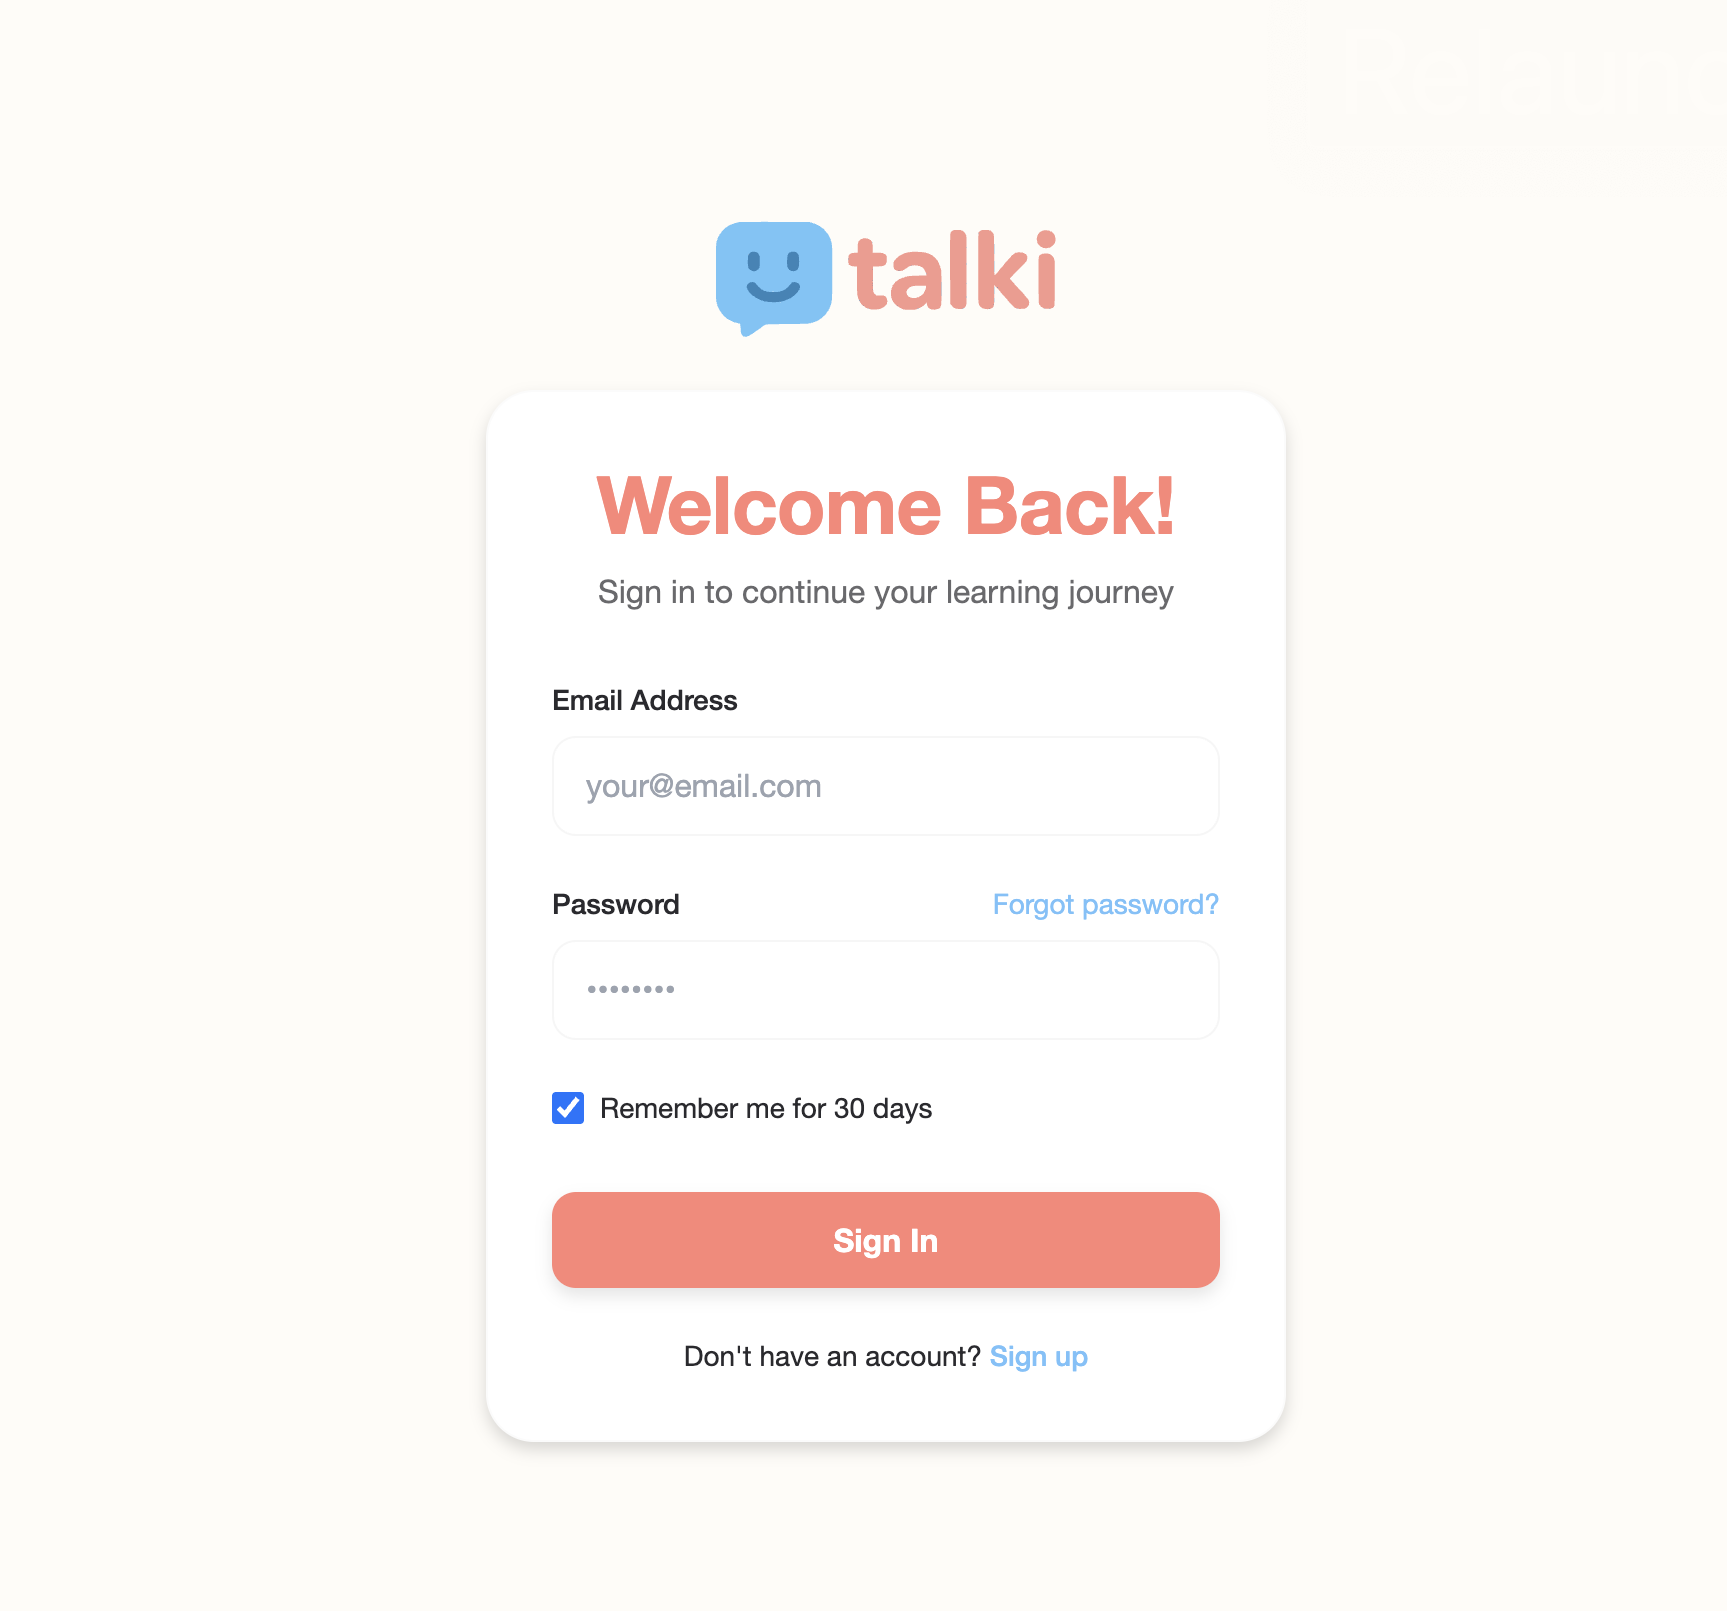 talki
Welcome Back!
Sign in to continue your learning journey
Email Address
your@email.com
Password Forgot password?
••••••••
Remember me for 30 days
Sign In
Don't have an account? Sign up